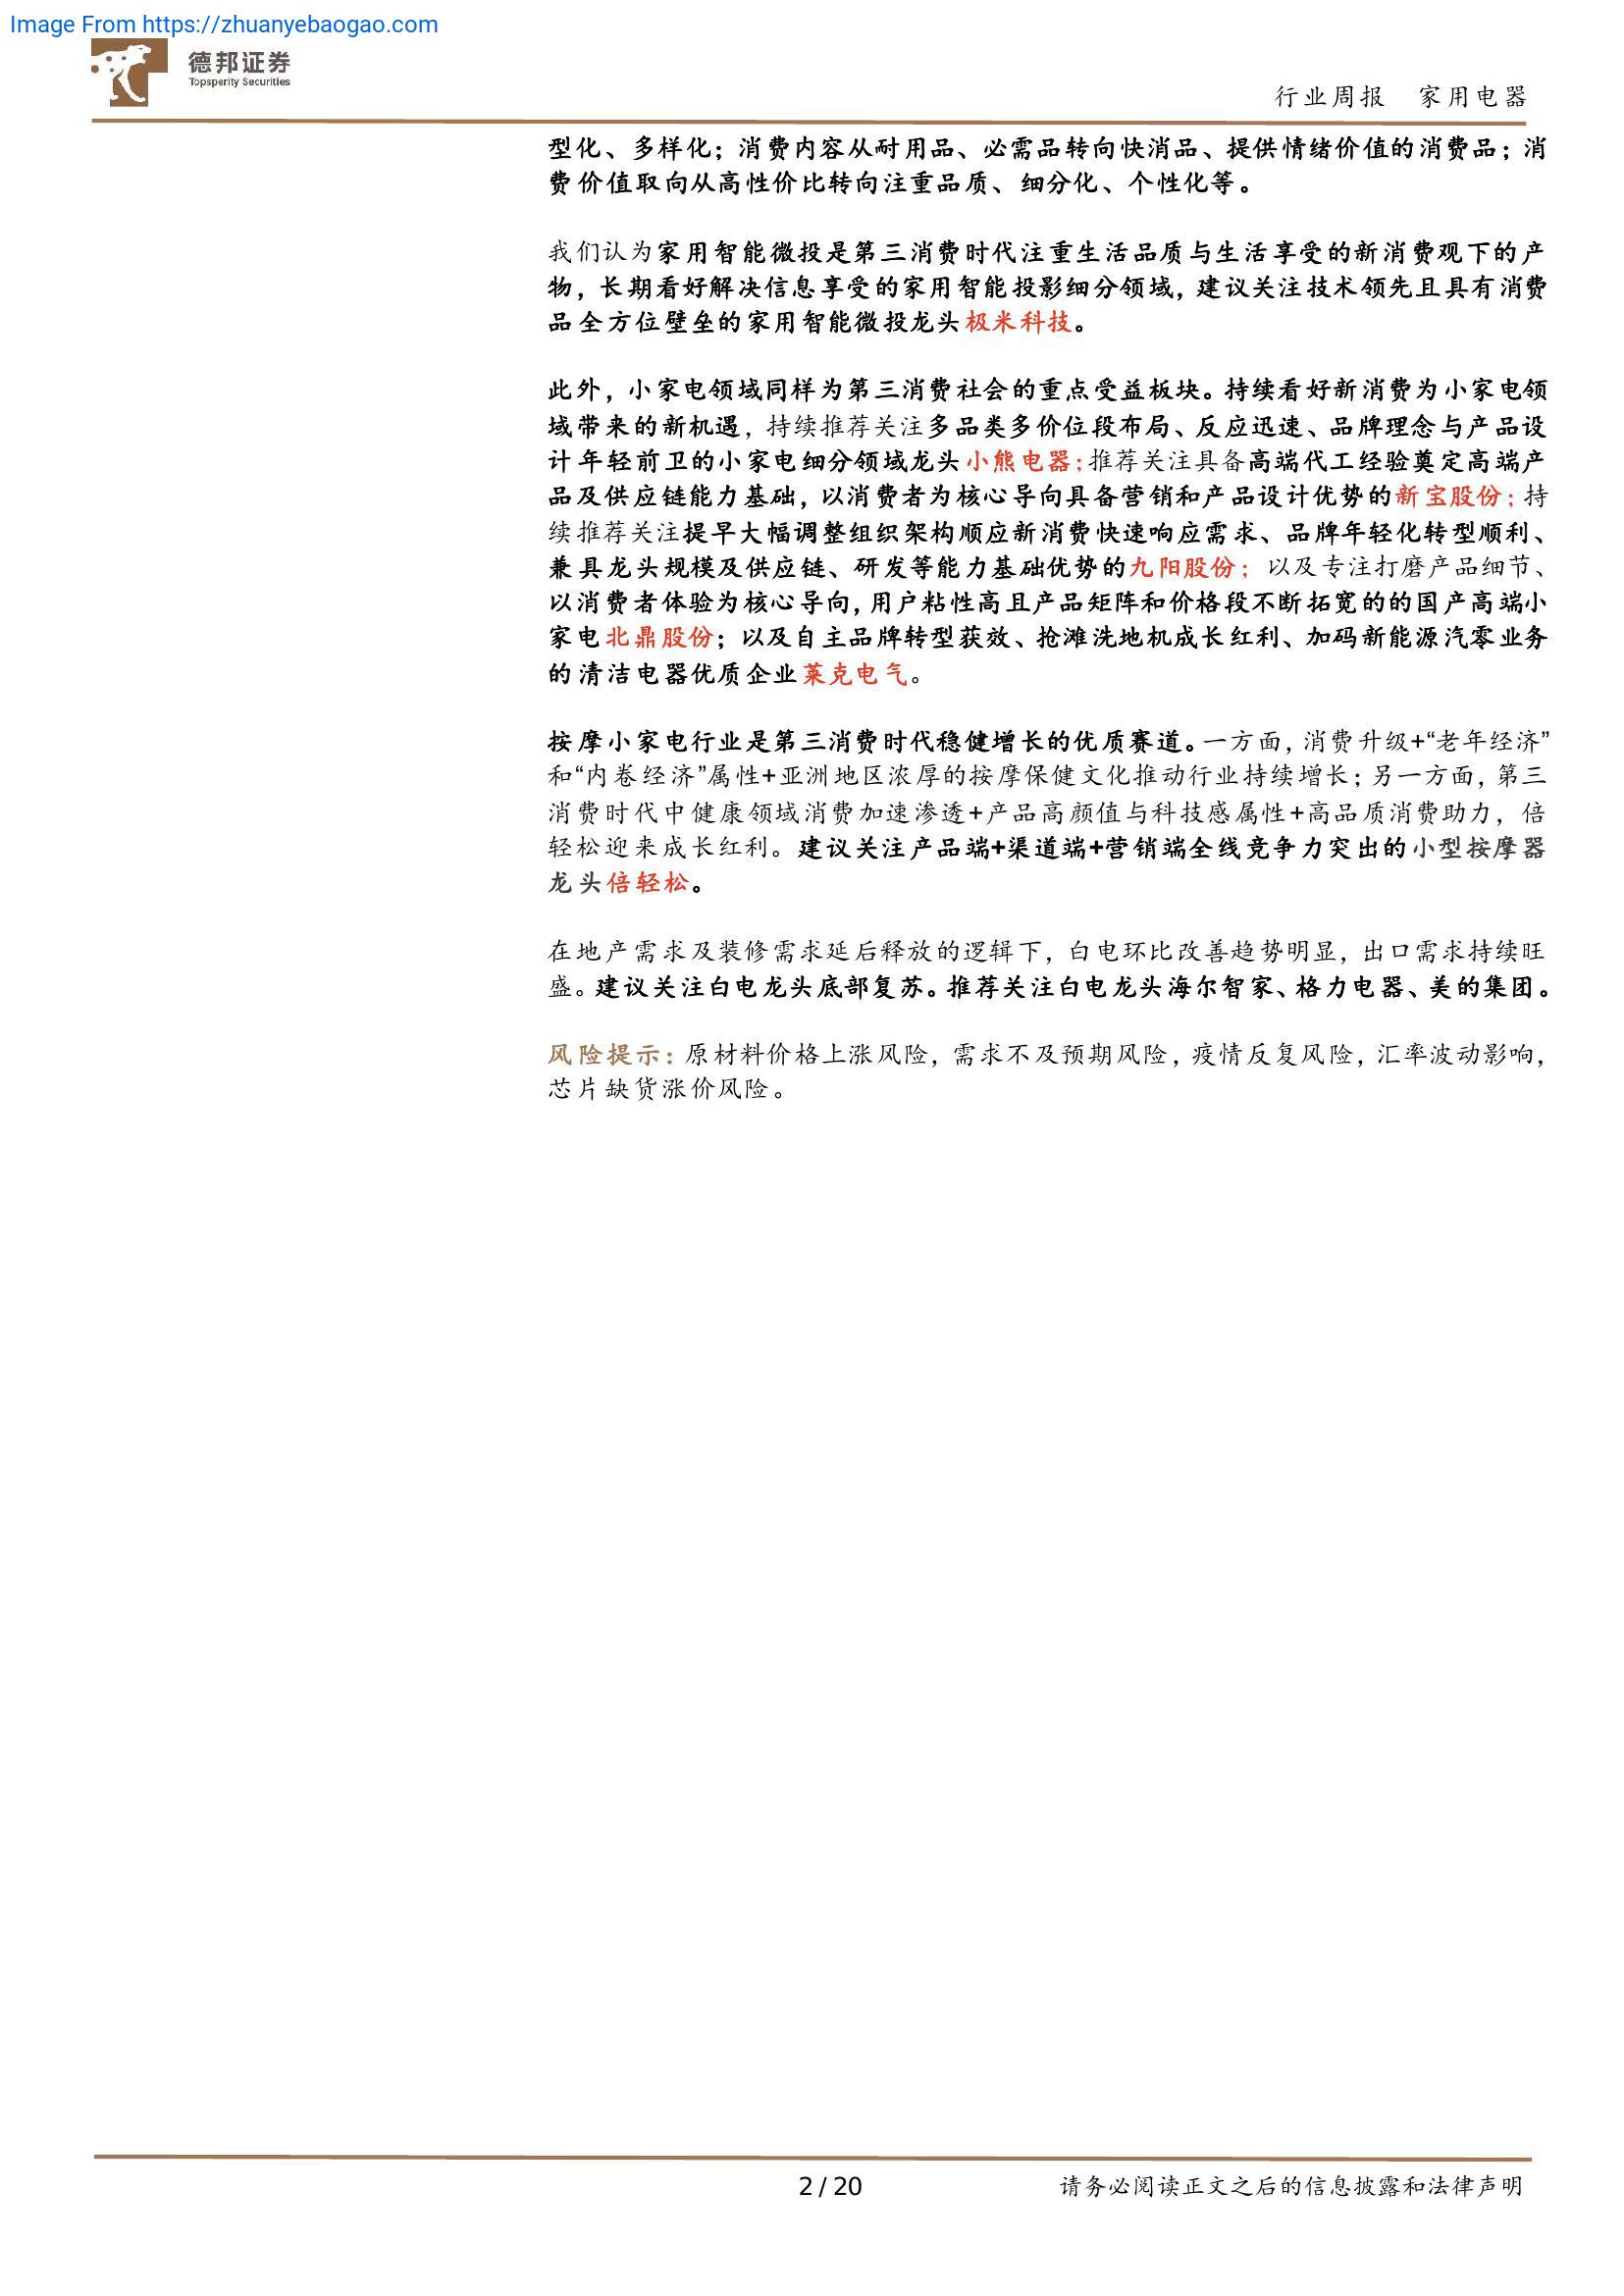 Image From https://zhuanyebaogao.com
德邦证券
Topsperity Securities
行业周报 家用电器
型化、多样化；消费内容从耐用品、必需品转向快消品、提供情绪价值的消费品；消
费价值取向从高性价比转向注重品质、细分化、个性化等。
我们认为家用智能微投是第三消费时代注重生活品质与生活享受的新消费观下的产
物，长期看好解决信息享受的家用智能投影细分领域，建议关注技术领先且具有消费
品全方位壁垒的家用智能微投龙头极米科技。
此外，小家电领域同样为第三消费社会的重点受益板块。持续看好新消费为小家电领
域带来的新机遇，持续推荐关注多品类多价位段布局、反应迅速、品牌理念与产品设
计年轻前卫的小家电细分领域龙头小熊电器；推荐关注具备高端代工经验奠定高端产
品及供应链能力基础，以消费者为核心导向具备营销和产品设计优势的新宝股份；持
续推荐关注提早大幅调整组织架构顺应新消费快速响应需求、品牌年轻化转型顺利、
兼具龙头规模及供应链、研发等能力基础优势的九阳股份；以及专注打磨产品细节、
以消费者体验为核心导向，用户粘性高且产品矩阵和价格段不断拓宽的的国产高端小
家电北鼎股份；以及自主品牌转型获效、抢滩洗地机成长红利、加码新能源汽零业务
的清洁电器优质企业莱克电气。
按摩小家电行业是第三消费时代稳健增长的优质赛道。一方面，消费升级+“老年经济”
和“内卷经济”属性+亚洲地区浓厚的按摩保健文化推动行业持续增长；另一方面，第三
消费时代中健康领域消费加速渗透+产品高颜值与科技感属性+高品质消费助力，倍
轻松迎来成长红利。建议关注产品端+渠道端+营销端全线竞争力突出的小型按摩器
龙头倍轻松。
在地产需求及装修需求延后释放的逻辑下，白电环比改善趋势明显，出口需求持续旺
盛。建议关注白电龙头底部复苏。推荐关注白电龙头海尔智家、格力电器、美的集团。
风险提示：原材料价格上涨风险，需求不及预期风险，疫情反复风险，汇率波动影响，
芯片缺货涨价风险。
2 / 20
请务必阅读正文之后的信息披露和法律声明